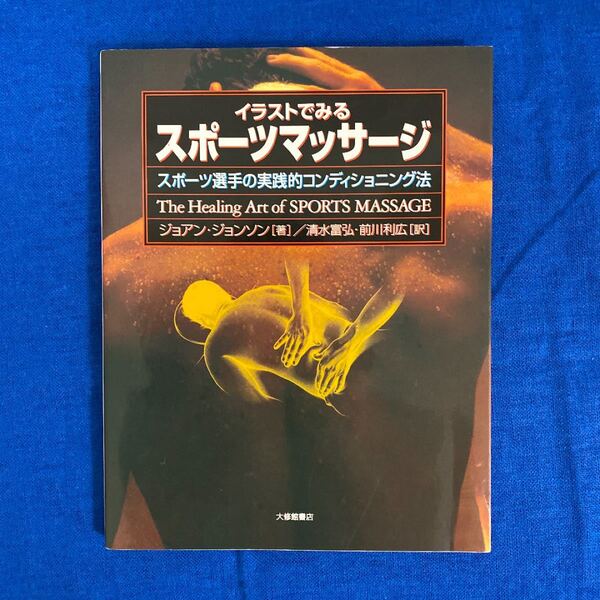 イラストでみる
スポーツマッサージ
スポーツ選手の実践的コンディショニング法
The Healing Art of SPORTS MASSAGE
ジョアン・ジョンソン[著]／清水富弘・前川利広[訳]
大修館書店